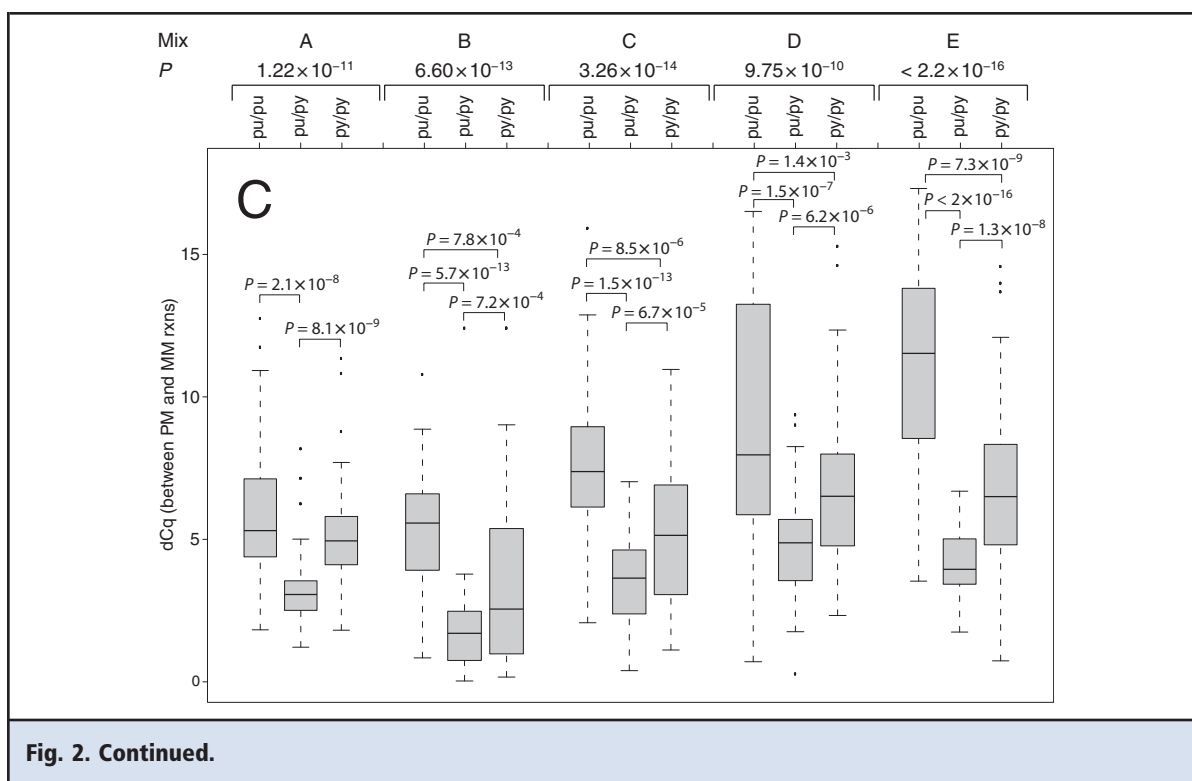 Mix A B C D E
P 1.22×10⁻¹¹ 6.60×10⁻¹³ 3.26×10⁻¹⁴ 9.75×10⁻¹⁰ < 2.2×10⁻¹⁶
pu/pu pu/py py/py pu/pu pu/py py/py pu/pu pu/py py/py pu/pu pu/py py/py pu/pu pu/py py/py
C
P = 1.4×10⁻³
P = 7.3×10⁻⁹
P = 1.5×10⁻⁷
P < 2×10⁻¹⁶
P = 6.2×10⁻⁶
P = 1.3×10⁻⁸
P = 7.8×10⁻⁴
P = 8.5×10⁻⁶
P = 5.7×10⁻¹³
P = 1.5×10⁻¹³
P = 2.1×10⁻⁸
P = 7.2×10⁻⁴
P = 6.7×10⁻⁵
P = 8.1×10⁻⁹
15
10
5
0
dCq (between PM and MM rxns)
Fig. 2. Continued.